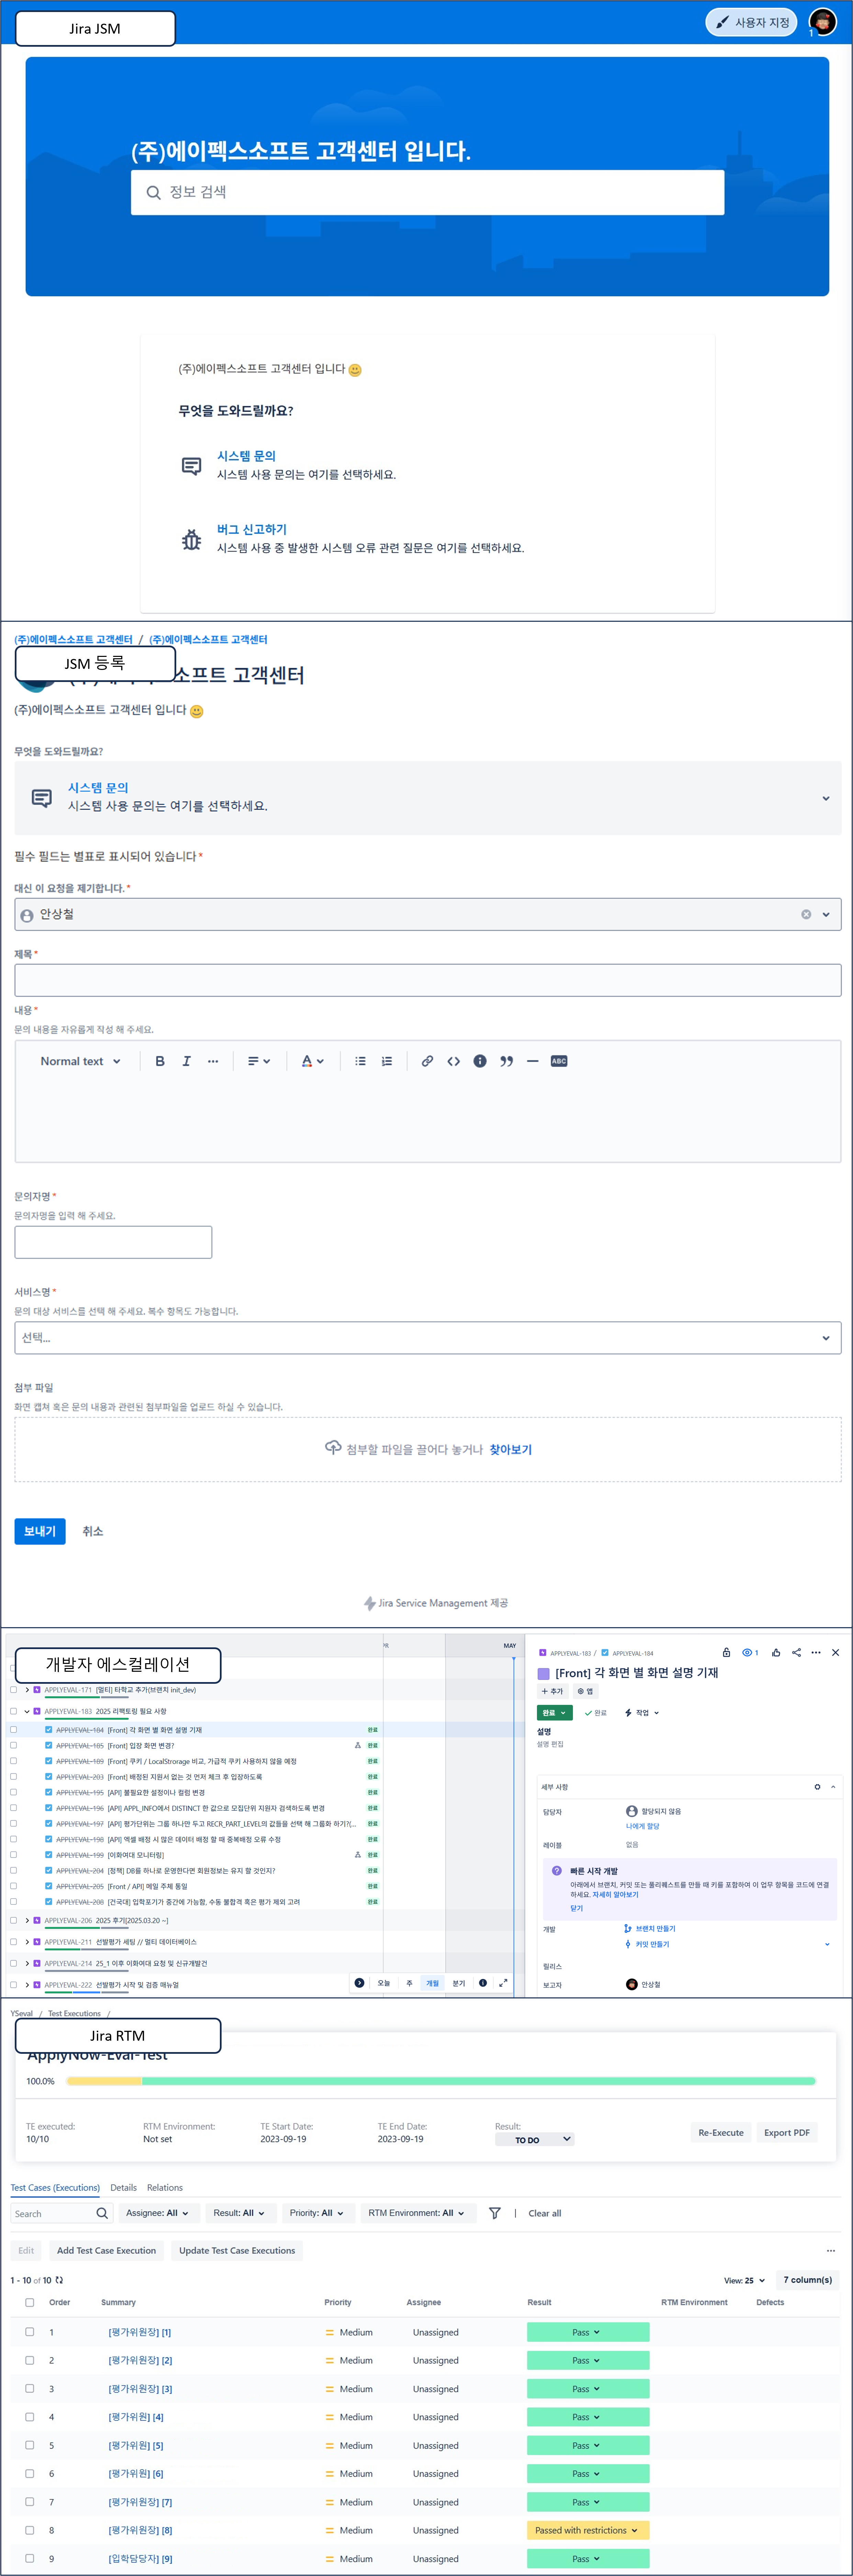 Jira JSM
사용자 지정
1
(주)에이펙스소프트 고객센터 입니다.
정보 검색
(주)에이펙스소프트 고객센터 입니다
무엇을 도와드릴까요?
시스템 문의
시스템 사용 문의는 여기를 선택하세요.
버그 신고하기
시스템 사용 중 발생한 시스템 오류 관련 질문은 여기를 선택하세요.
(주)에이펙스소프트 고객센터 / (주)에이펙스소프트 고객센터
JSM 등록
소프트 고객센터
(주)에이펙스소프트 고객센터 입니다
무엇을 도와드릴까요?
시스템 문의
시스템 사용 문의는 여기를 선택하세요.
필수 필드는 별표로 표시되어 있습니다*
대신 이 요청을 제기합니다.*
안상철
제목*
내용*
문의 내용을 자유롭게 작성 해 주세요.
Normal text B I ... A ABC
문의자명*
문의자명을 입력 해 주세요.
서비스명*
문의 대상 서비스를 선택 해 주세요. 복수 항목도 가능합니다.
선택...
첨부 파일
화면 캡쳐 혹은 문의 내용과 관련된 첨부파일을 업로드 하실 수 있습니다.
첨부할 파일을 끌어다 놓거나 찾아보기
보내기 취소
Jira Service Management 제공
개발자 에스컬레이션
MAY
APPLYEVAL-171 [멀티] 타학교 추가(브랜치 init_dev)
APPLYEVAL-183 2025 리팩토링 필요 사항
APPLYEVAL-184 [Front] 각 화면 별 화면 설명 기재 완료
APPLYEVAL-185 [Front] 입장 화면 변경? 완료
APPLYEVAL-189 [Front] 쿠키 / LocalStrorage 비교, 가급적 쿠키 사용하지 않을 예정 완료
APPLYEVAL-203 [Front] 배정된 지원서 없는 것 먼저 체크 후 입장하도록 완료
APPLYEVAL-195 [API] 불필요한 설정이나 컬럼 변경 완료
APPLYEVAL-196 [API] APPL_INFO에서 DISTINCT 한 값으로 모집단위 지원자 검색하도록 변경 완료
APPLYEVAL-197 [API] 평가단위는 그룹 하나만 두고 RECR_PART_LEVEL의 값들을 선택 해 그룹화 하기?(... 완료
APPLYEVAL-198 [API] 엑셀 배정 시 많은 데이터 배정 할 때 중복배정 오류 수정 완료
APPLYEVAL-199 [이화여대 모니터링] 완료
APPLYEVAL-204 [정책] DB를 하나로 운영한다면 회원정보는 유지 할 것인지? 완료
APPLYEVAL-205 [Front / API] 메일 주체 통일 완료
APPLYEVAL-208 [건국대] 입학포기가 중간에 가능함, 수동 불합격 혹은 평가 제외 고려 완료
APPLYEVAL-206 2025 후기[2025.03.20 ~]
APPLYEVAL-211 선발평가 세팅 // 멀티 데이터베이스
APPLYEVAL-214 25_1 이후 이화여대 요청 및 신규개발건
APPLYEVAL-222 선발평가 시작 및 검증 매뉴얼
오늘 주 개월 분기
APPLYEVAL-183 / APPLYEVAL-184
1
[Front] 각 화면 별 화면 설명 기재
추가 앱
완료 완료 작업
설명
설명 편집
세부 사항
담당자 할당되지 않음
나에게 할당
레이블 없음
빠른 시작 개발
아래에서 브랜치, 커밋 또는 풀리퀘스트를 만들 때 키를 포함하여 이 업무 항목을 코드에 연결
하세요. 자세히 알아보기
닫기
개발 브랜치 만들기
커밋 만들기
릴리스
보고자 안상철
YSeval / Test Executions /
Jira RTM
ApplyNow-Eval-Test
100.0%
TE executed: RTM Environment: TE Start Date: TE End Date: Result:
10/10 Not set 2023-09-19 2023-09-19 TO DO Re-Execute Export PDF
Test Cases (Executions) Details Relations
Search Assignee: All Result: All Priority: All RTM Environment: All Clear all
Edit Add Test Case Execution Update Test Case Executions ...
1 - 10 of 10 View: 25 7 column(s)
Order Summary Priority Assignee Result RTM Environment Defects
1 [평가위원장] [1] Medium Unassigned Pass
2 [평가위원장] [2] Medium Unassigned Pass
3 [평가위원장] [3] Medium Unassigned Pass
4 [평가위원] [4] Medium Unassigned Pass
5 [평가위원] [5] Medium Unassigned Pass
6 [평가위원] [6] Medium Unassigned Pass
7 [평가위원장] [7] Medium Unassigned Pass
8 [평가위원장] [8] Medium Unassigned Passed with restrictions
9 [입학담당자] [9] Medium Unassigned Pass